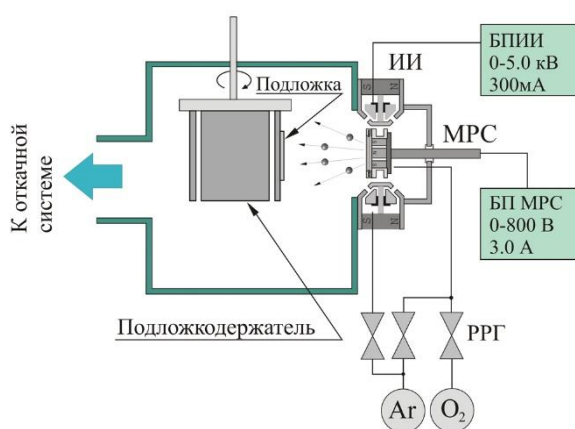 БПИИ
0-5.0 кВ
300мА
ИИ
S
N
Подложка
МРС
К откачной
системе
БП МРС
0-800 В
3.0 А
S
N
Подложкодержатель
РРГ
Ar
O₂